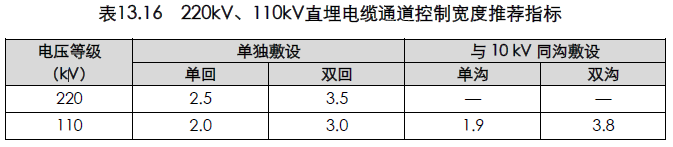 表13.16 220kV、110kV直埋电缆通道控制宽度推荐指标
电压等级（kV） 单独敷设 与 10 kV 同沟敷设
单回 双回 单沟 双沟
220 2.5 3.5 — —
110 2.0 3.0 1.9 3.8